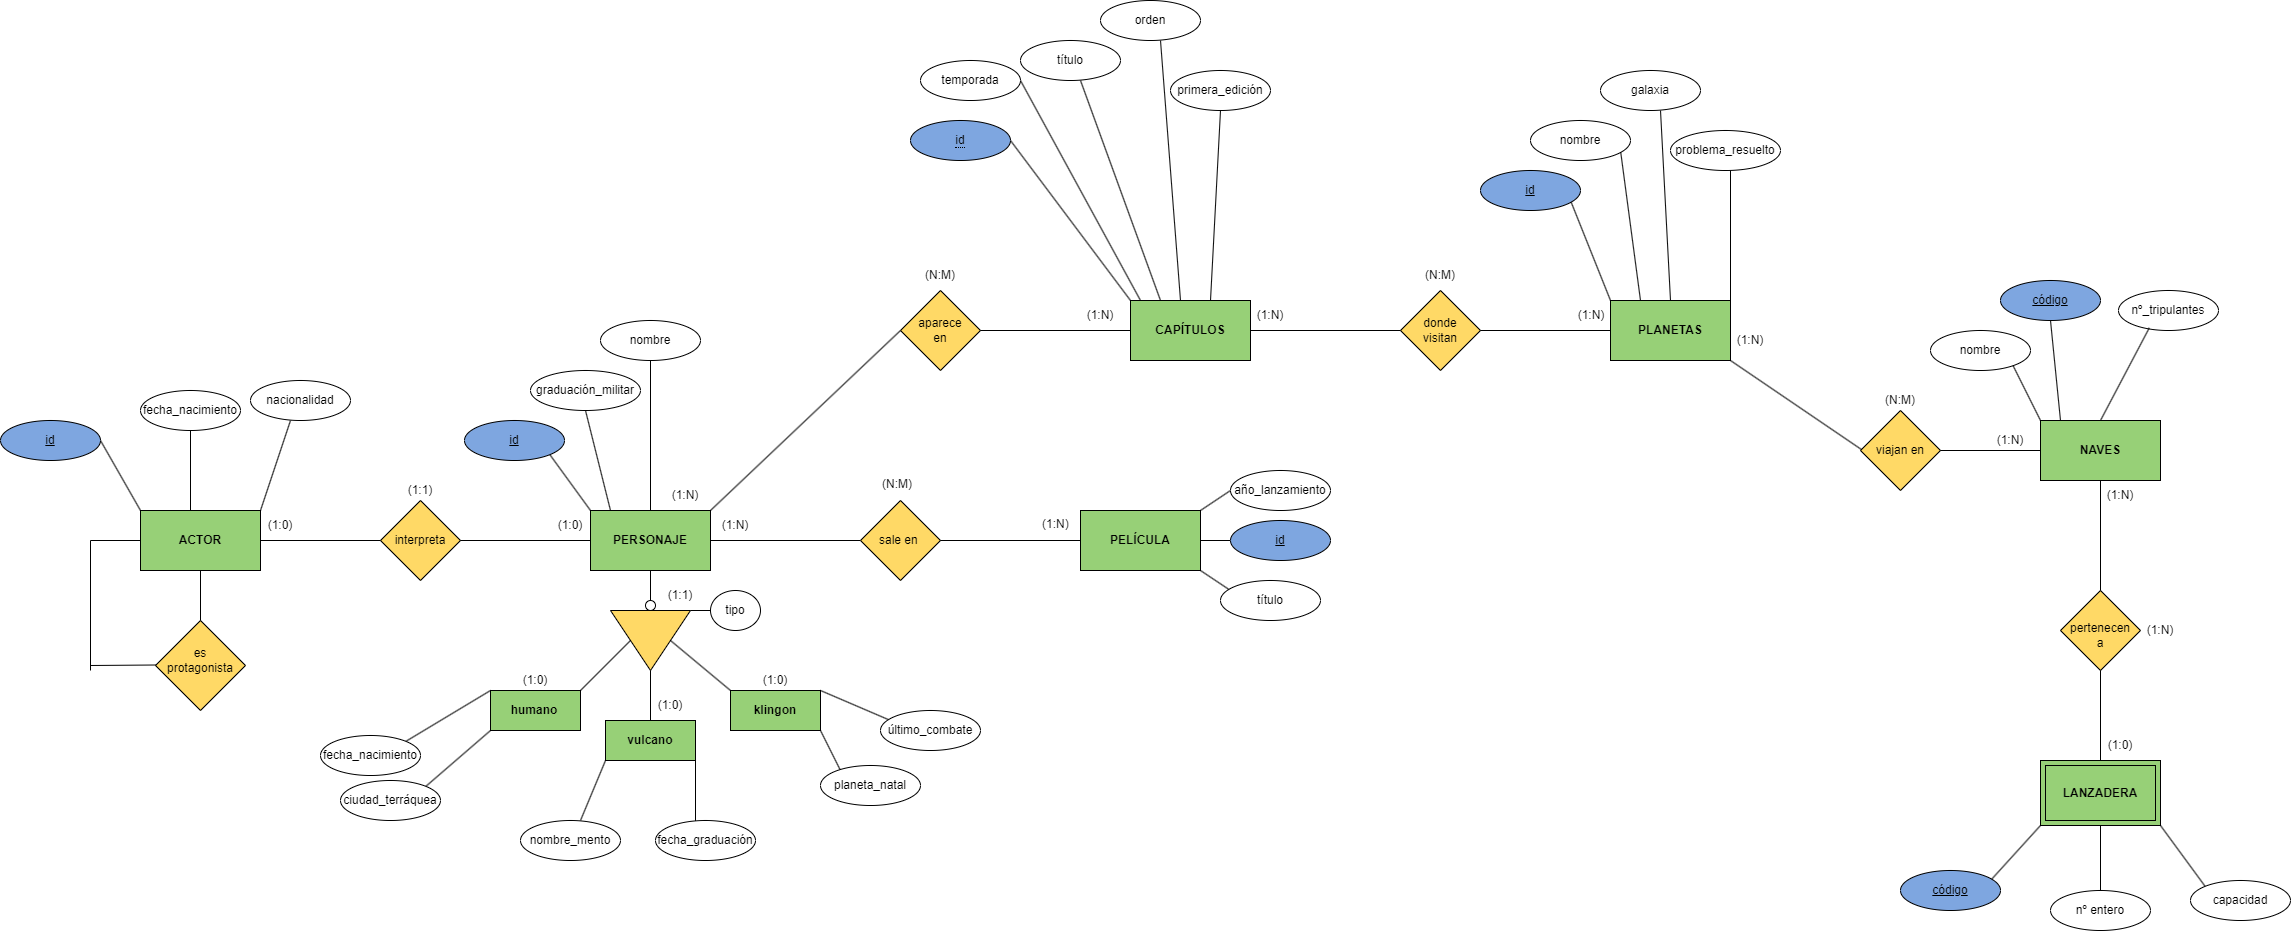 orden
título
temporada
primera_edición
id
galaxia
nombre
problema_resuelto
id
(N:M)
aparece
en
(1:N)
CAPÍTULOS
(1:N)
(N:M)
donde
visitan
(1:N)
PLANETAS
(1:N)
código
nº_tripulantes
nombre
(N:M)
viajan en
(1:N)
NAVES
(1:N)
nombre
graduación_militar
id
nacionalidad
fecha_nacimiento
id
ACTOR
(1:0)
(1:1)
interpreta
(1:0)
PERSONAJE
(1:N)
(1:N)
(N:M)
sale en
(1:N)
PELÍCULA
año_lanzamiento
id
título
es
protagonista
(1:1)
tipo
(1:0)
humano
(1:0)
vulcano
(1:0)
klingon
fecha_nacimiento
ciudad_terráquea
nombre_mento
fecha_graduación
último_combate
planeta_natal
pertenecen
a
(1:N)
(1:0)
LANZADERA
código
nº entero
capacidad